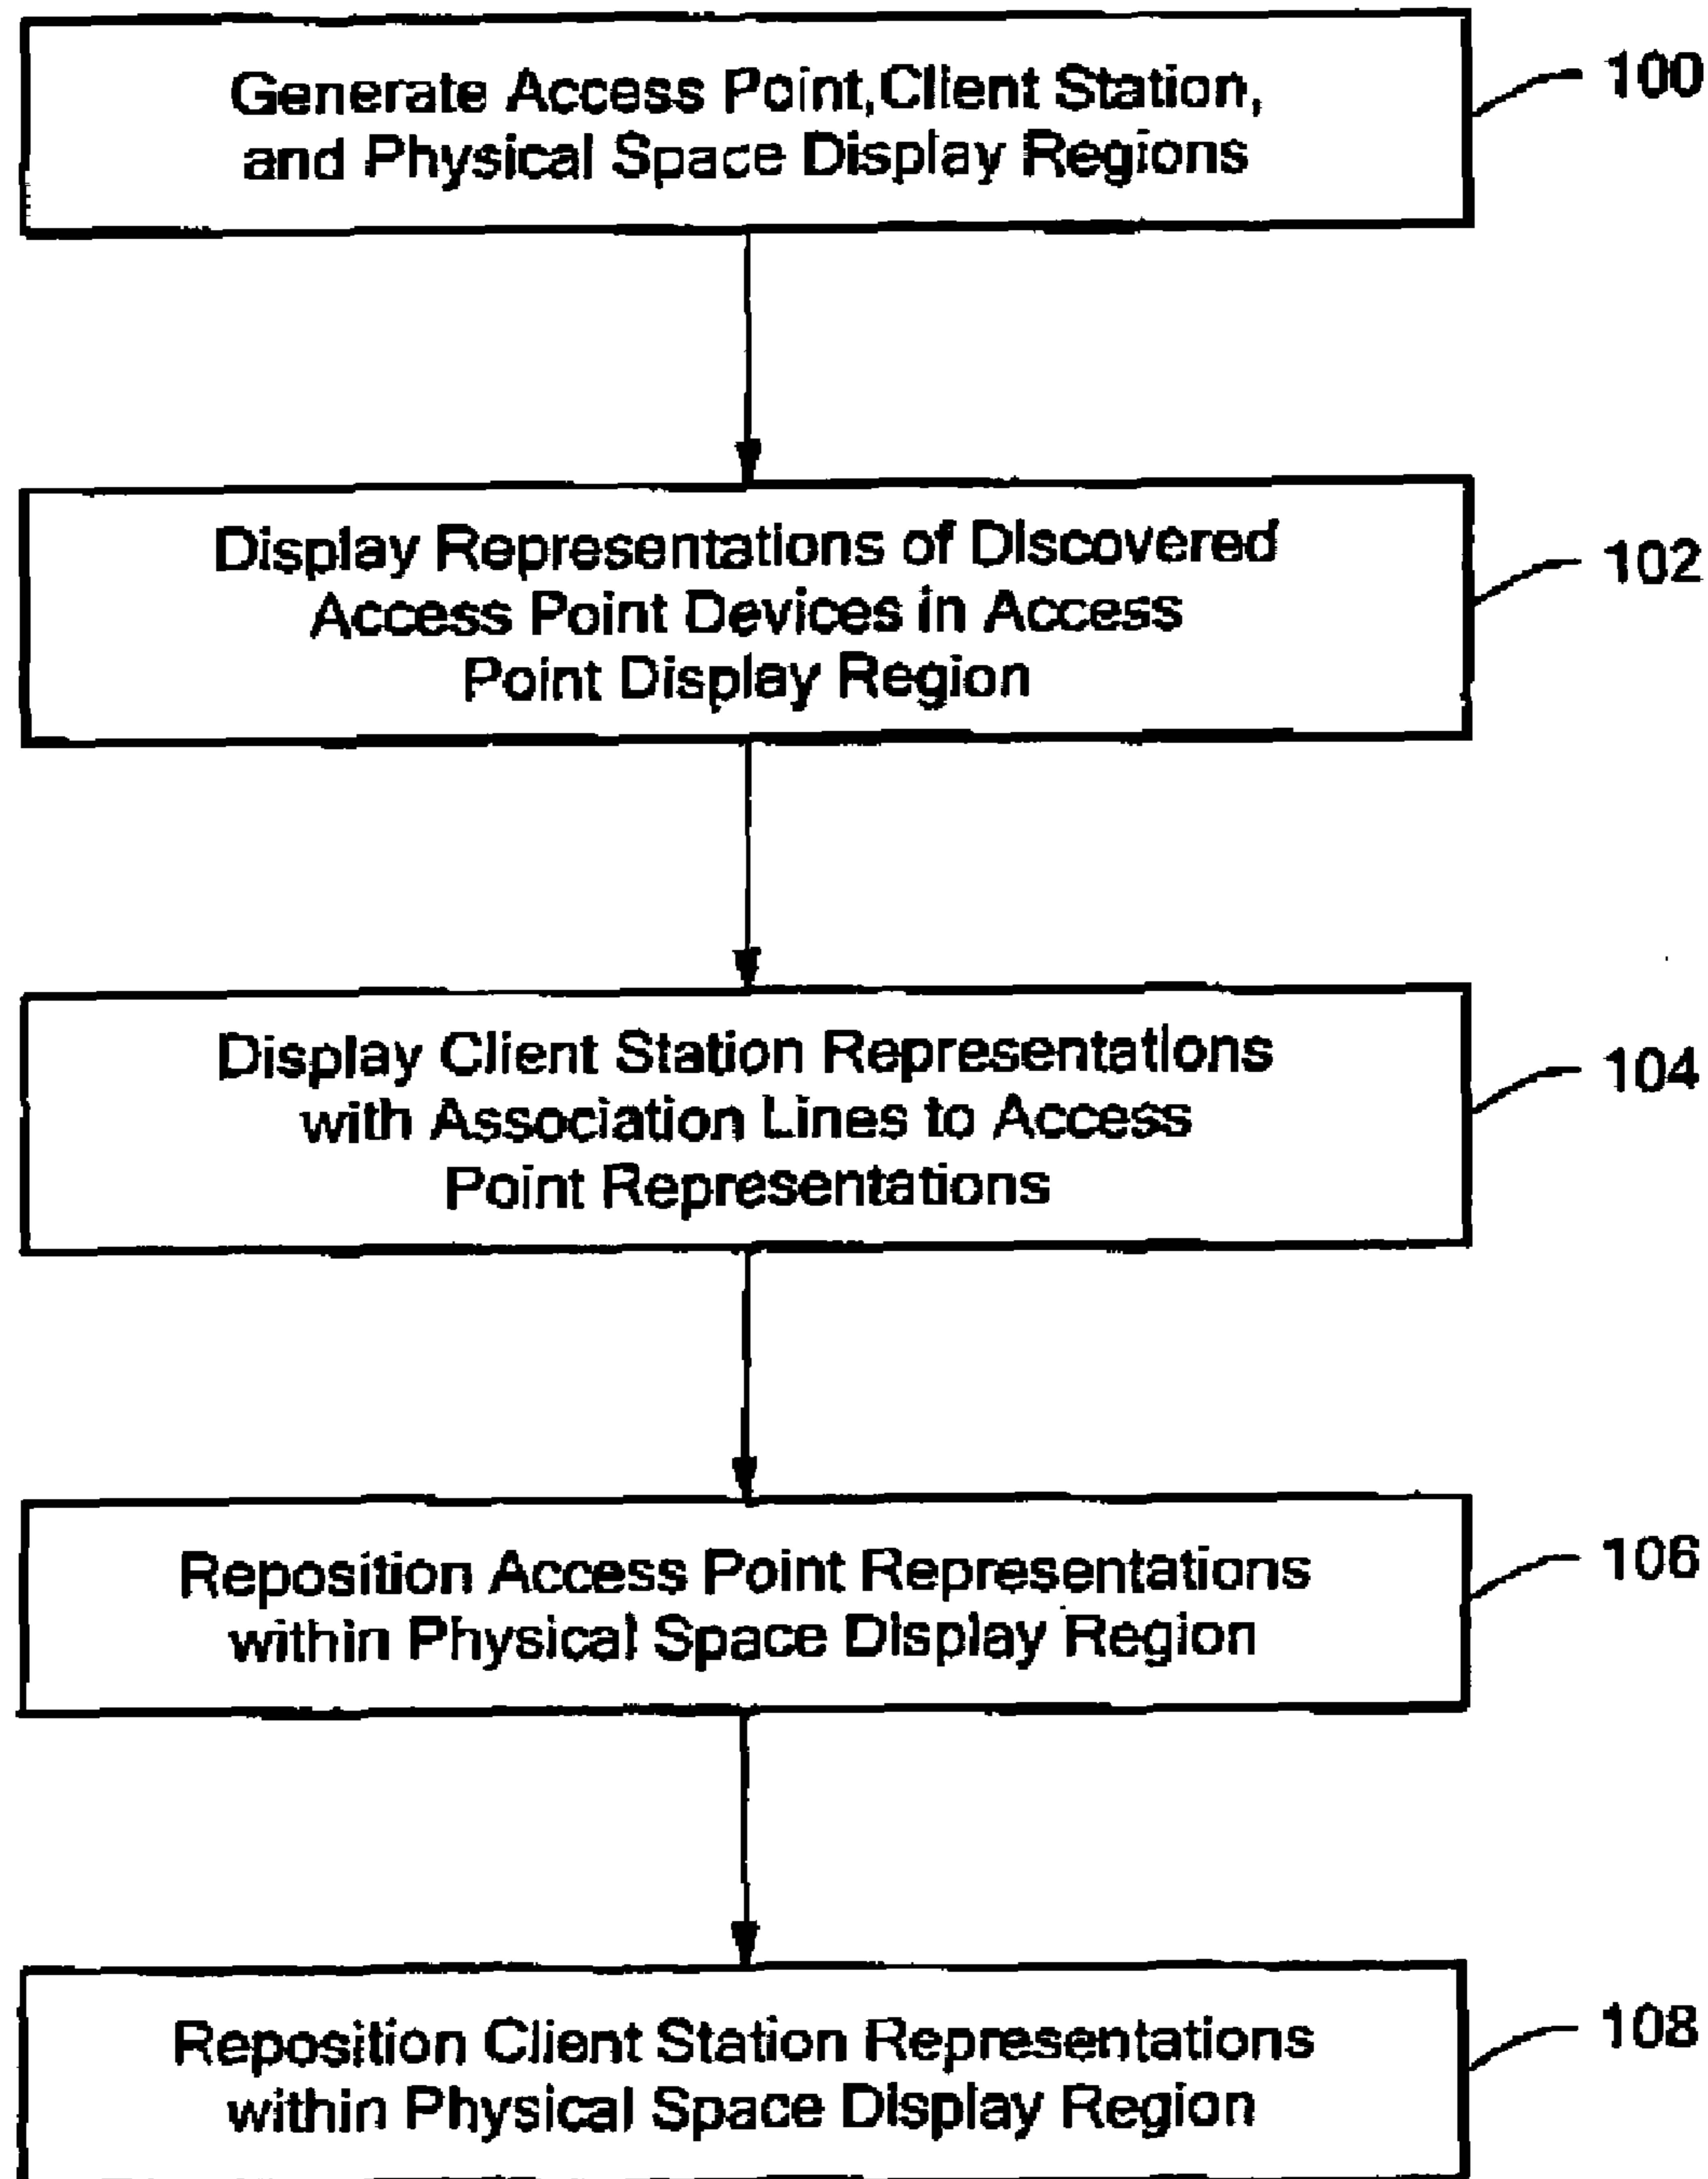 Generate Access Point, Client Station,
and Physical Space Display Regions
100
Display Representations of Discovered
Access Point Devices in Access
Point Display Region
102
Display Client Station Representations
with Association Lines to Access
Point Representations
104
Reposition Access Point Representations
within Physical Space Display Region
106
Reposition Client Station Representations
within Physical Space Display Region
108